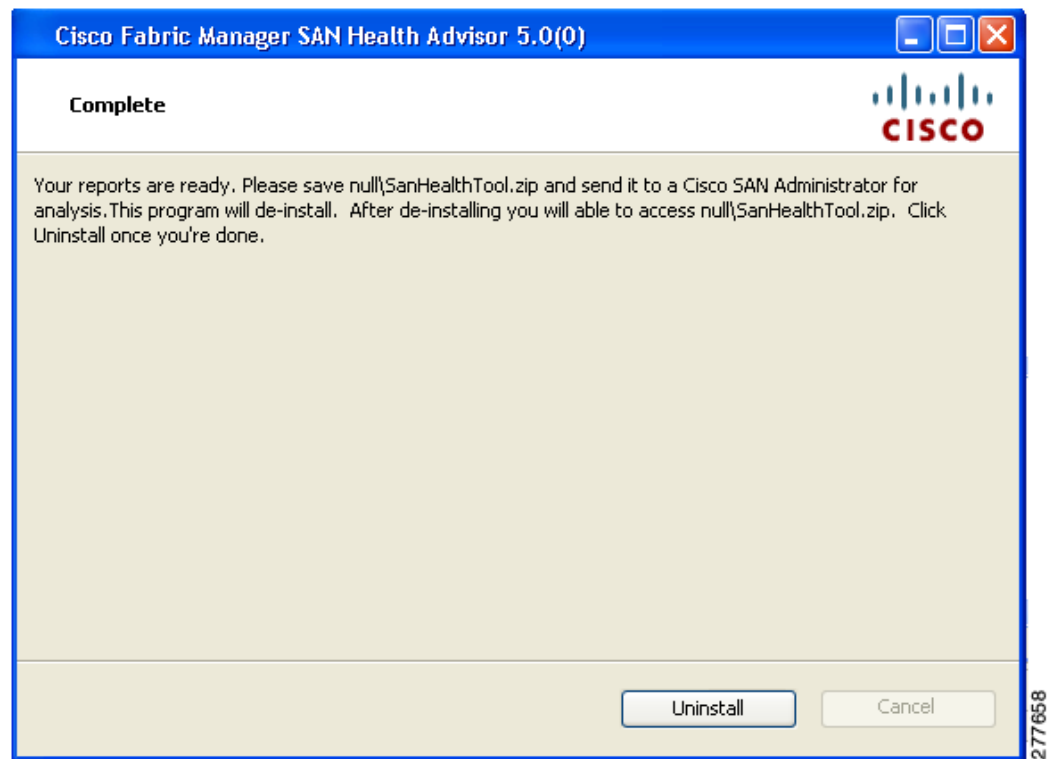 Cisco Fabric Manager SAN Health Advisor 5.0(0)
Complete
CISCO
Your reports are ready. Please save null\SanHealthTool.zip and send it to a Cisco SAN Administrator for
analysis.This program will de-install.  After de-installing you will able to access null\SanHealthTool.zip.  Click
Uninstall once you're done.
Uninstall
Cancel
277658